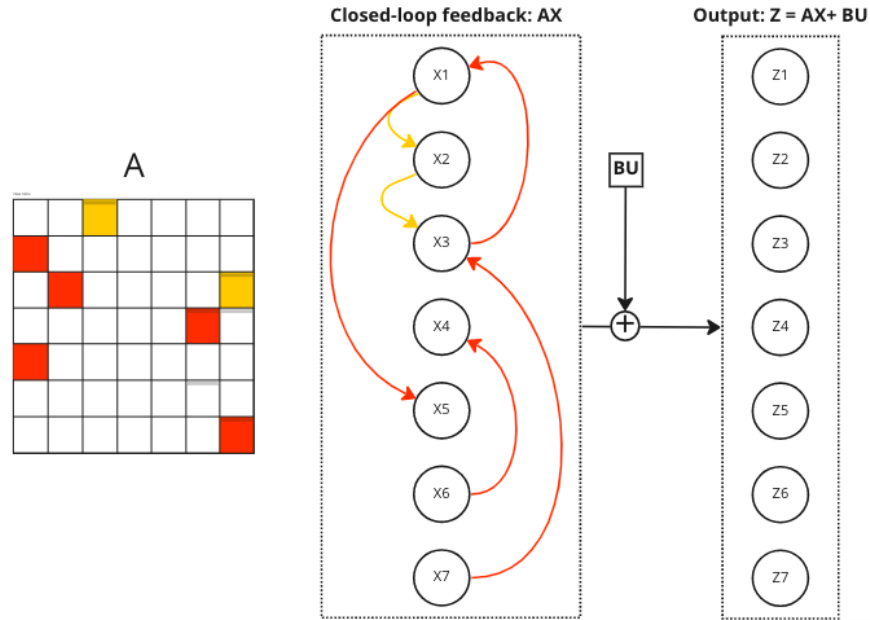 Closed-loop feedback: AX
Output: Z = AX+ BU
A
X1
X2
X3
X4
X5
X6
X7
BU
+
Z1
Z2
Z3
Z4
Z5
Z6
Z7